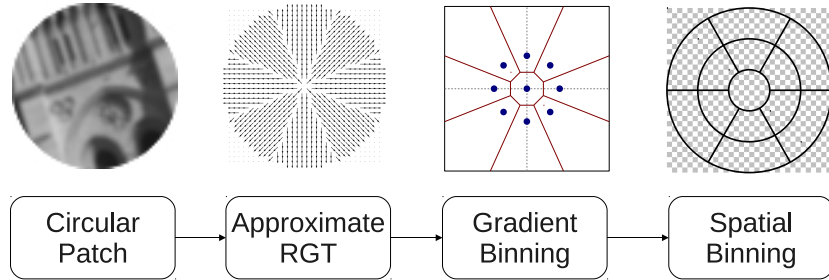 Circular
Patch
Approximate
RGT
Gradient
Binning
Spatial
Binning